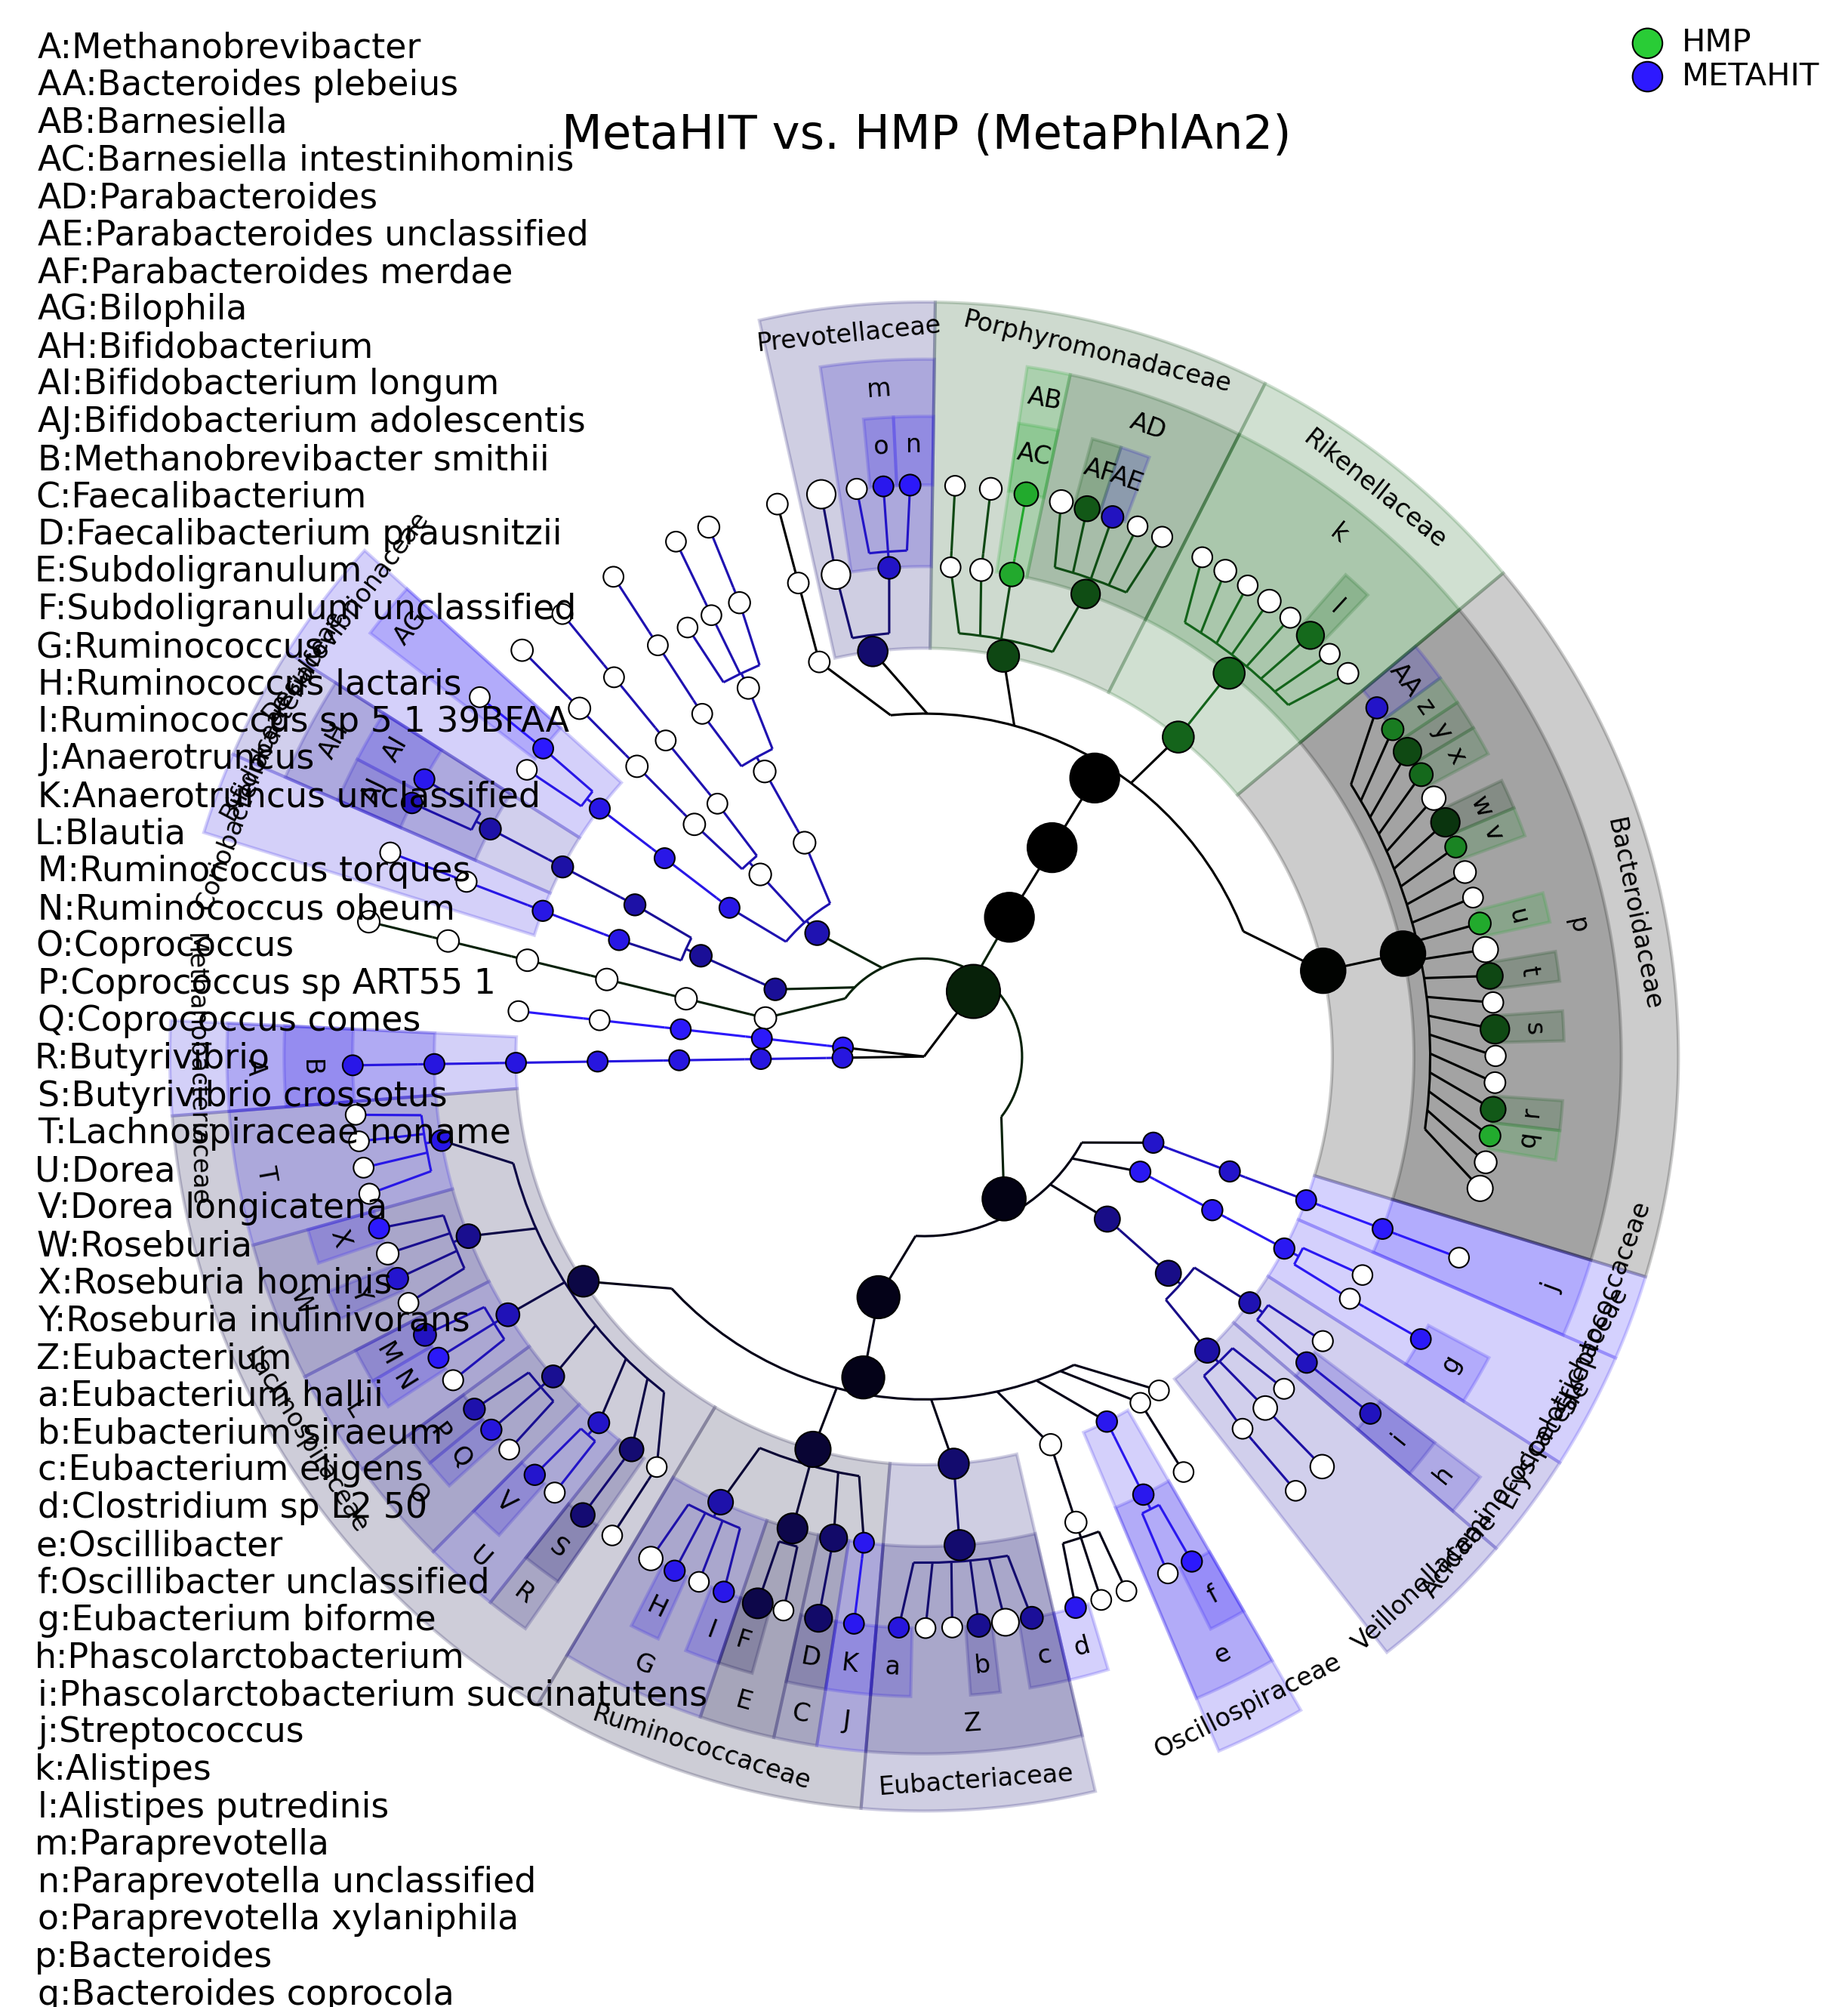 A:Methanobrevibacter
AA:Bacteroides plebeius
AB:Barnesiella
AC:Barnesiella intestinihominis
AD:Parabacteroides
AE:Parabacteroides unclassified
AF:Parabacteroides merdae
AG:Bilophila
AH:Bifidobacterium
AI:Bifidobacterium longum
AJ:Bifidobacterium adolescentis
B:Methanobrevibacter smithii
C:Faecalibacterium
D:Faecalibacterium prausnitzii
E:Subdoligranulum
F:Subdoligranulum unclassified
G:Ruminococcus
H:Ruminococcus lactaris
I:Ruminococcus sp 5 1 39BFAA
J:Anaerotruncus
K:Anaerotruncus unclassified
L:Blautia
M:Ruminococcus torques
N:Ruminococcus obeum
O:Coprococcus
P:Coprococcus sp ART55 1
Q:Coprococcus comes
R:Butyrivibrio
S:Butyrivibrio crossotus
T:Lachnospiraceae noname
U:Dorea
V:Dorea longicatena
W:Roseburia
X:Roseburia hominis
Y:Roseburia inulinivorans
Z:Eubacterium
a:Eubacterium hallii
b:Eubacterium siraeum
c:Eubacterium eligens
d:Clostridium sp L2 50
e:Oscillibacter
f:Oscillibacter unclassified
g:Eubacterium biforme
h:Phascolarctobacterium
i:Phascolarctobacterium succinatutens
j:Streptococcus
k:Alistipes
l:Alistipes putredinis
m:Paraprevotella
n:Paraprevotella unclassified
o:Paraprevotella xylaniphila
p:Bacteroides
q:Bacteroides coprocola
HMP
METAHIT
MetaHIT vs. HMP (MetaPhlAn2)
Prevotellaceae
Porphyromonadaceae
Rikenellaceae
Bacteroidaceae
Streptococcaceae
Erysipelotrichaceae
Acidaminococcaceae
Veillonellaceae
Oscillospiraceae
Eubacteriaceae
Ruminococcaceae
Lachnospiraceae
Methanobacteriaceae
Coriobacteriaceae
Bifidobacteriaceae
Desulfovibrionaceae
m
o
n
AB
AC
AD
AF
AE
k
l
AA
z
y
x
w
v
u
p
t
s
r
q
j
g
i
h
f
e
d
c
b
a
Z
K
J
D
C
F
E
I
H
G
S
R
V
U
P
Q
O
M
N
L
X
Y
W
T
B
A
AJ
AI
AH
AG